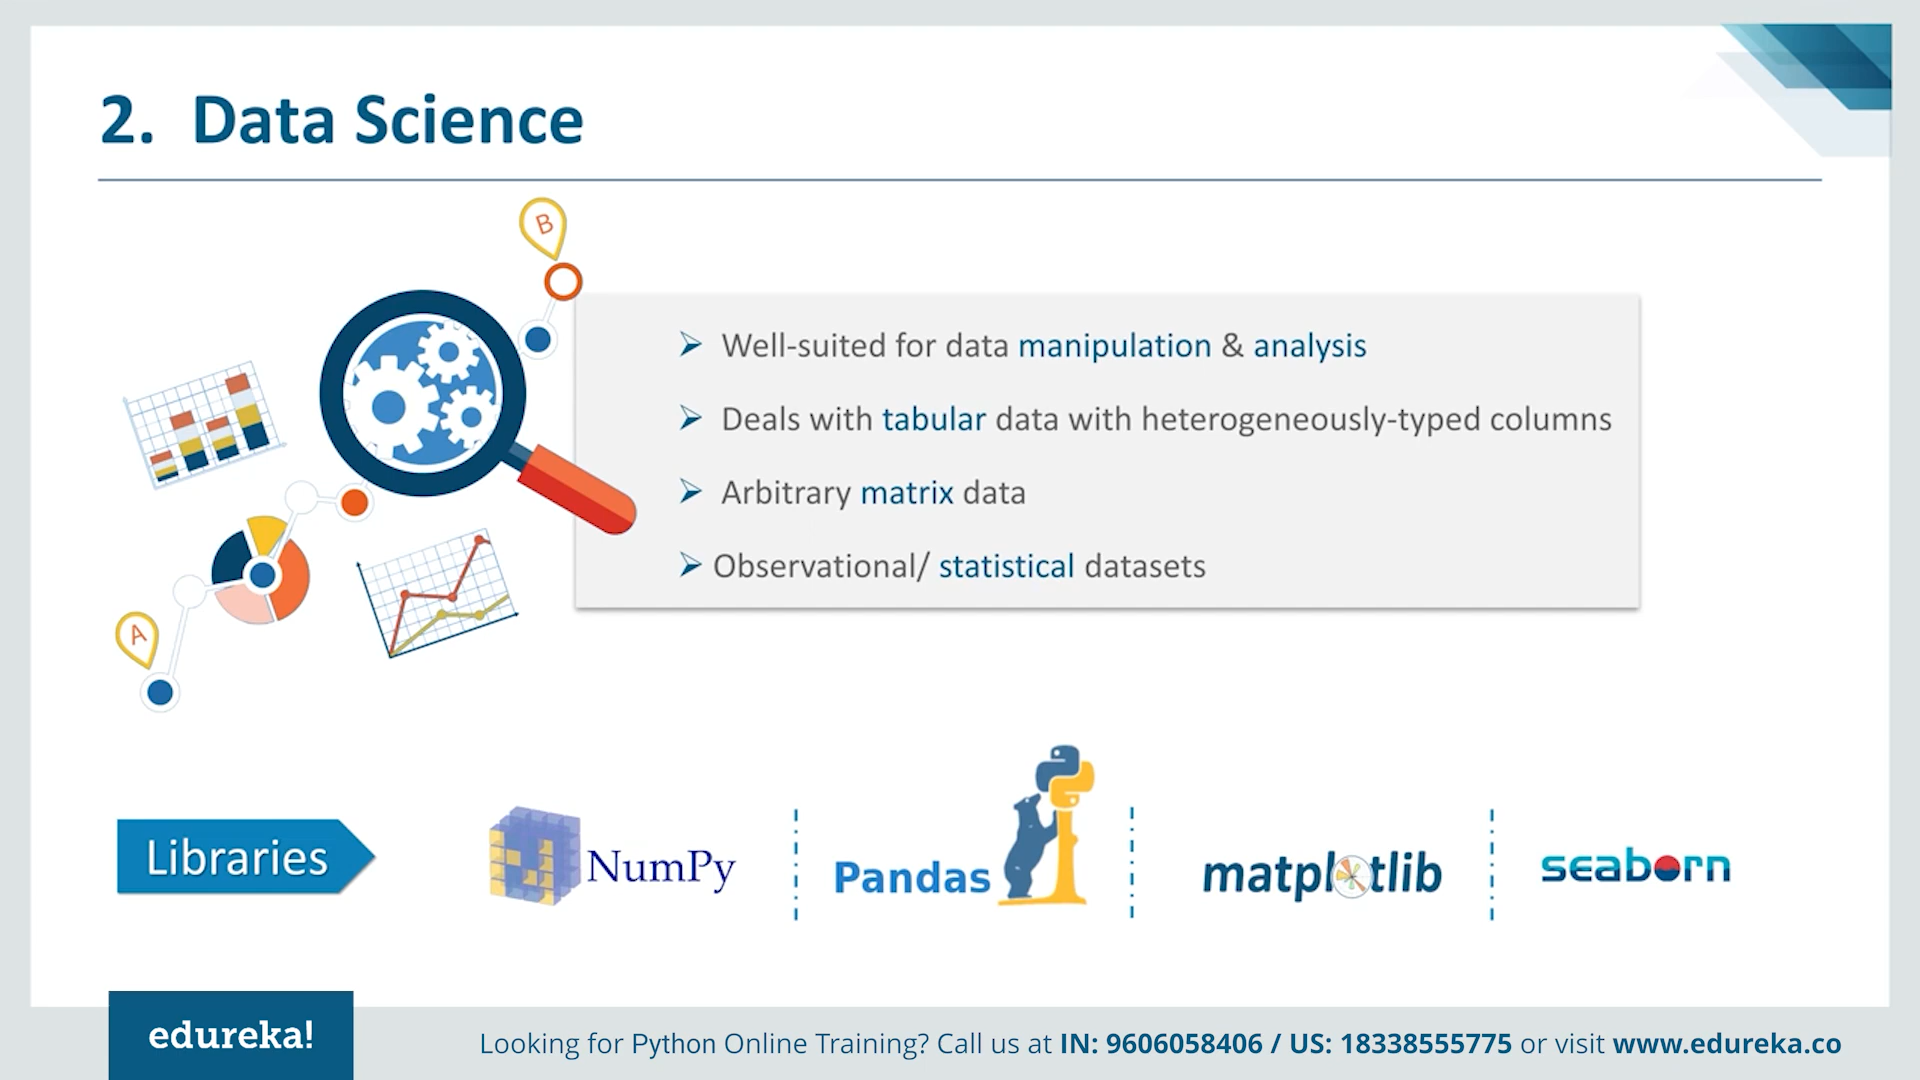 2. Data Science
B
Well-suited for data manipulation & analysis
Deals with tabular data with heterogeneously-typed columns
Arbitrary matrix data
Observational/ statistical datasets
A
Libraries
NumPy
Pandas
matplotlib
seaborn
edureka!
Looking for Python Online Training? Call us at IN: 9606058406 / US: 18338555775 or visit www.edureka.co